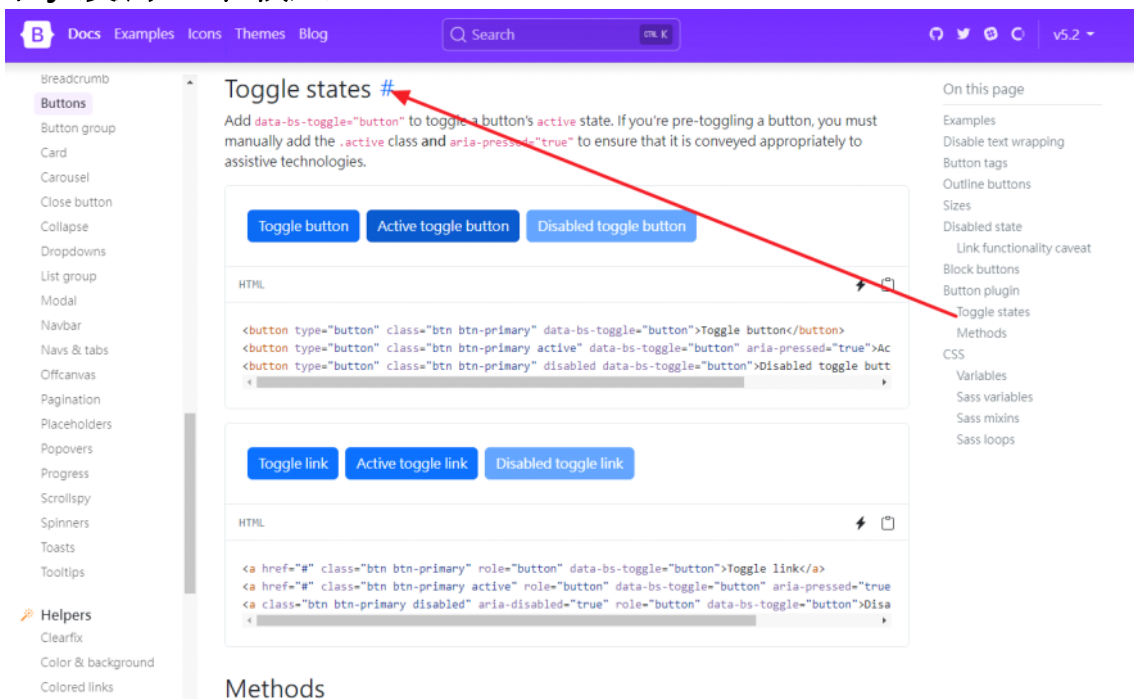 B Docs Examples Icons Themes Blog Search CTRL K v5.2
Breadcrumb
Buttons
Button group
Card
Carousel
Close button
Collapse
Dropdowns
List group
Modal
Navbar
Navs & tabs
Offcanvas
Pagination
Placeholders
Popovers
Progress
Scrollspy
Spinners
Toasts
Tooltips
Helpers
Clearfix
Color & background
Colored links
Toggle states #
Add data-bs-toggle="button" to toggle a button's active state. If you're pre-toggling a button, you must
manually add the .active class and aria-pressed="true" to ensure that it is conveyed appropriately to
assistive technologies.
Toggle button Active toggle button Disabled toggle button
HTML
<button type="button" class="btn btn-primary" data-bs-toggle="button">Toggle button</button>
<button type="button" class="btn btn-primary active" data-bs-toggle="button" aria-pressed="true">Ac
<button type="button" class="btn btn-primary" disabled data-bs-toggle="button">Disabled toggle butt
Toggle link Active toggle link Disabled toggle link
HTML
<a href="#" class="btn btn-primary" role="button" data-bs-toggle="button">Toggle link</a>
<a href="#" class="btn btn-primary active" role="button" data-bs-toggle="button" aria-pressed="true
<a class="btn btn-primary disabled" aria-disabled="true" role="button" data-bs-toggle="button">Disa
Methods
On this page
Examples
Disable text wrapping
Button tags
Outline buttons
Sizes
Disabled state
Link functionality caveat
Block buttons
Button plugin
Toggle states
Methods
CSS
Variables
Sass variables
Sass mixins
Sass loops